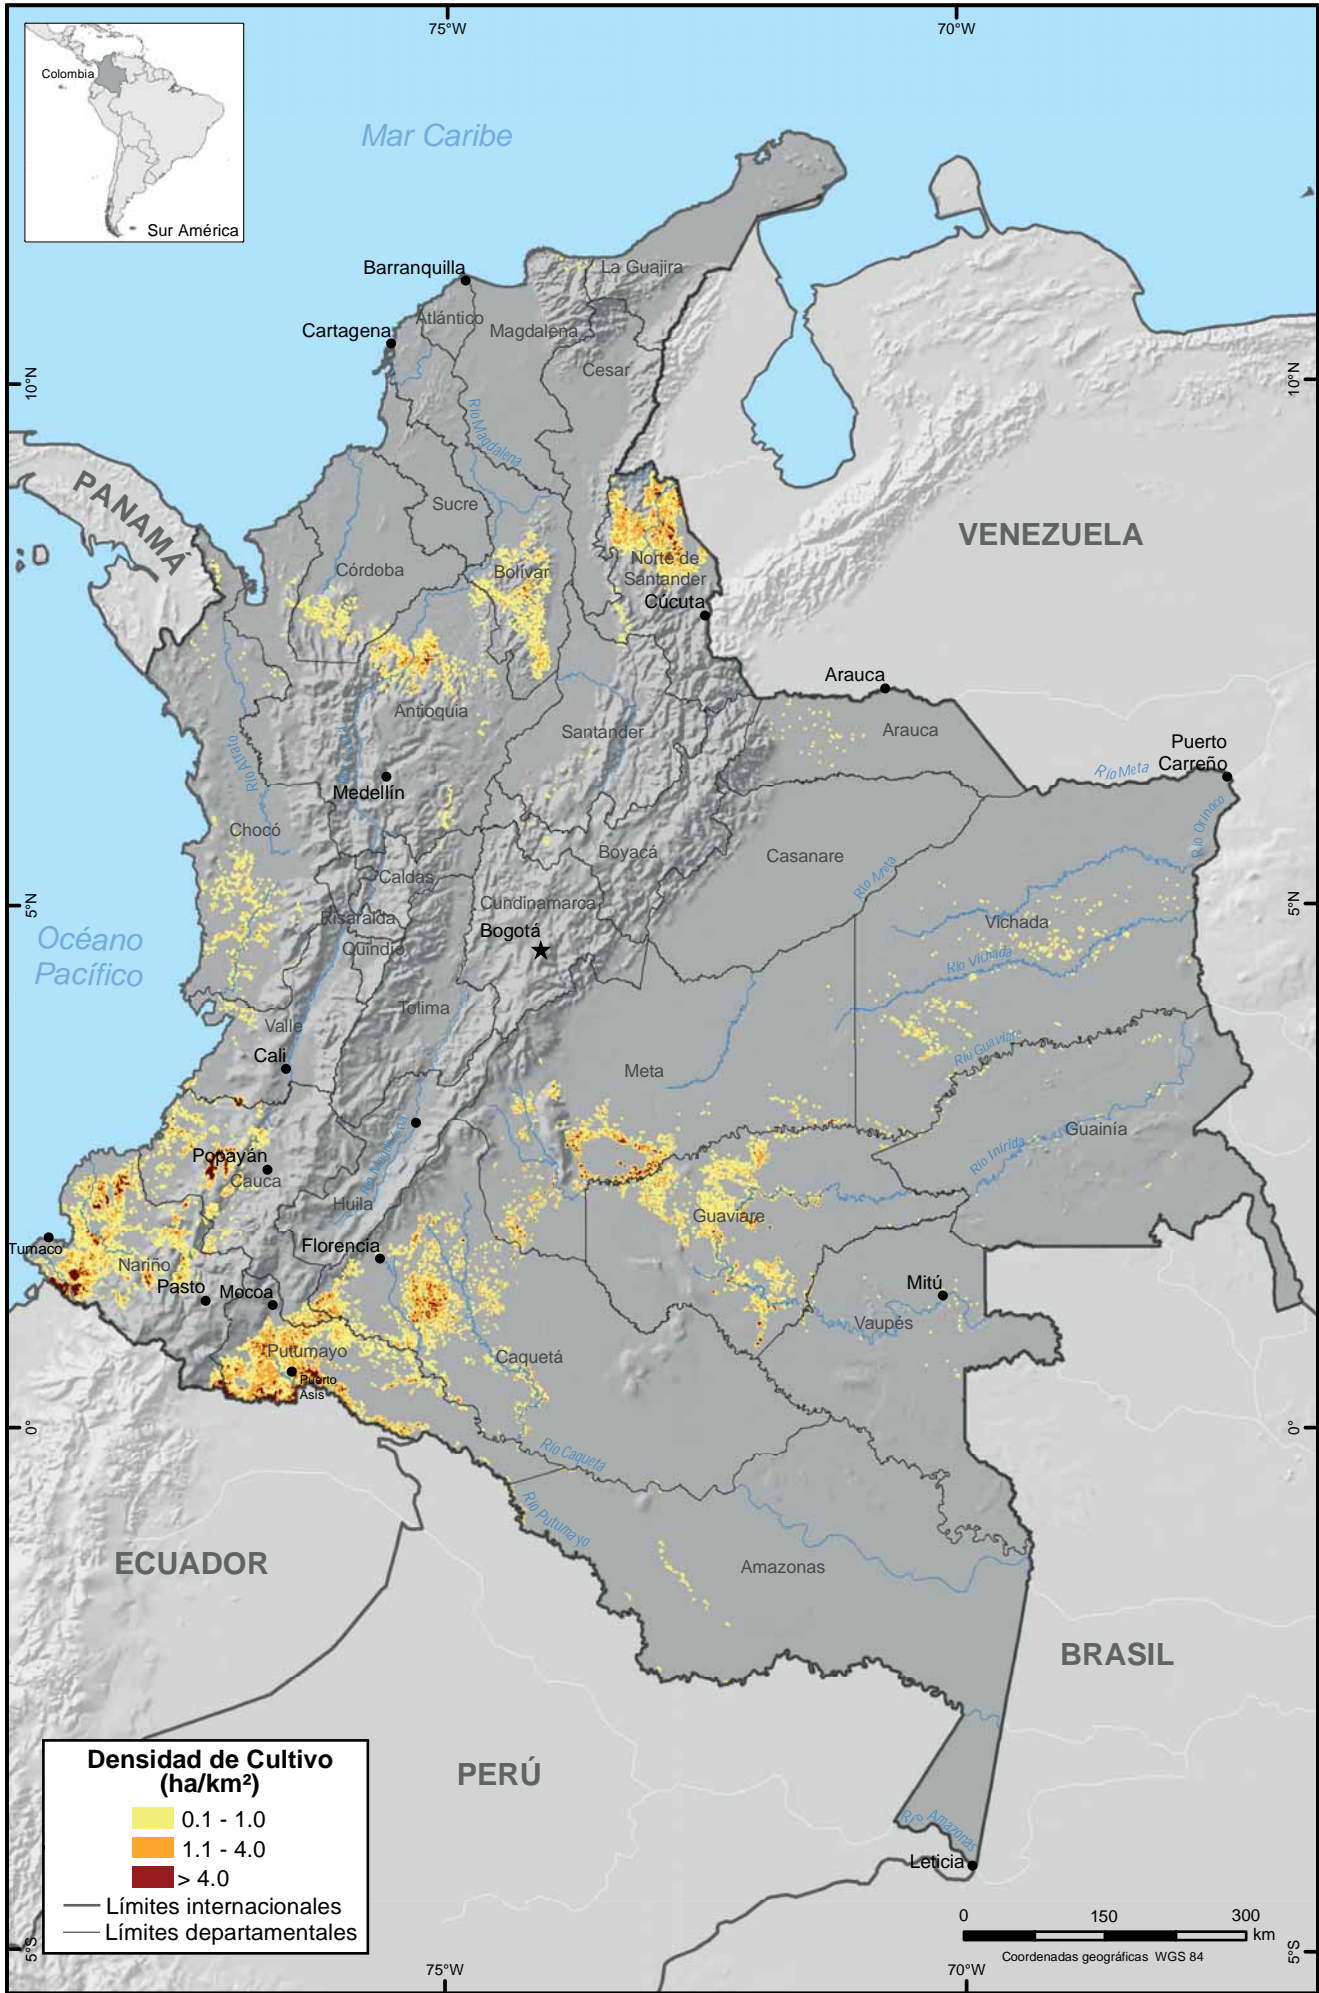 75°W
70°W
Colombia
Sur América
Mar Caribe
Barranquilla
La Guajira
Atlántico
Magdalena
Cartagena
Cesar
10°N
10°N
Río Magdalena
PANAMÁ
Sucre
VENEZUELA
Córdoba
Bolívar
Norte de
Santander
Cúcuta
Arauca
Antioquia
Santander
Arauca
Puerto
Carreño
Río Meta
Río Atrato
Medellín
Río Orinoco
Chocó
Boyacá
Casanare
Río Meta
Caldas
5°N
5°N
Risaralda
Cundinamarca
Vichada
Océano
Pacífico
Quindío
Bogotá
Río Vichada
Tolima
Valle
Cali
Río Guaviare
Meta
Guainía
Popayán
Río Inírida
Cauca
Huila
Guaviare
Tumaco
Florencia
Nariño
Pasto
Mocoa
Mitú
Vaupés
Putumayo
Caquetá
Puerto
Asís
0°
0°
Río Caquetá
Río Putumayo
ECUADOR
Amazonas
BRASIL
PERÚ
Densidad de Cultivo
(ha/km²)
0.1 - 1.0
1.1 - 4.0
> 4.0
Límites internacionales
Límites departamentales
Río Amazonas
Leticia
0 150 300
km
Coordenadas geográficas WGS 84
5°S
5°S
75°W
70°W